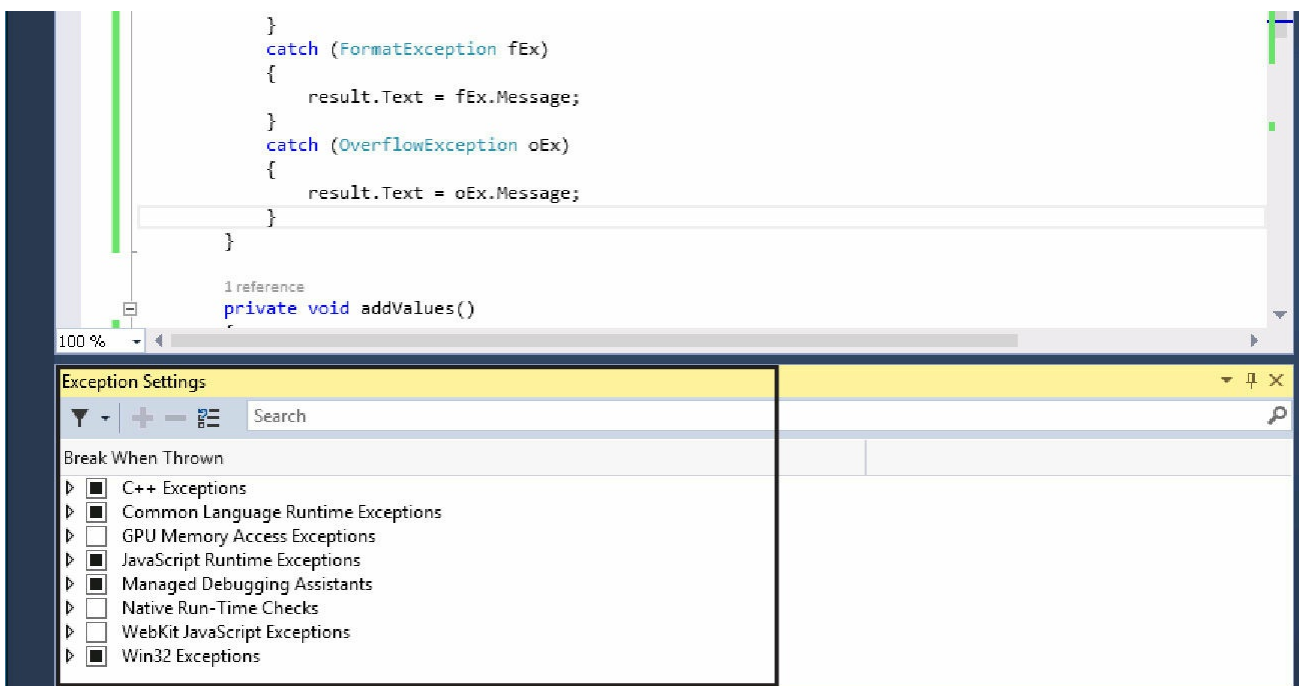 }
catch (FormatException fEx)
{
result.Text = fEx.Message;
}
catch (OverflowException oEx)
{
result.Text = oEx.Message;
}
}
1 reference
private void addValues()
100 %
Exception Settings
Search
Break When Thrown
C++ Exceptions
Common Language Runtime Exceptions
GPU Memory Access Exceptions
JavaScript Runtime Exceptions
Managed Debugging Assistants
Native Run-Time Checks
WebKit JavaScript Exceptions
Win32 Exceptions